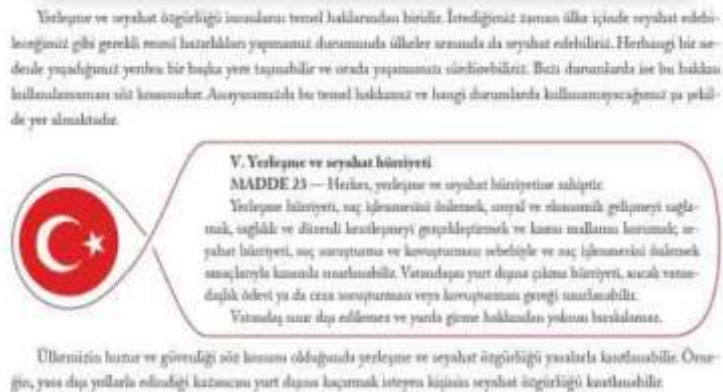 Yerleşme ve seyahat özgürlüğü insanların temel haklarından biridir. İstediğimiz zaman ülke içinde seyahat edebi-
leceğimiz gibi gerekli resmî hazırlıkları yapmamız durumunda ülkeler arasında da seyahat edebiliriz. Herhangi bir ne-
denle yaşadığımız yerden bir başka yere taşınabilir ve orada yaşamımızı sürdürebiliriz. Bazı durumlarda ise bu hakkın
kullanılamaması söz konusudur. Anayasamızda bu temel hakkımız ve hangi durumlarda kullanamayacağımız şu şekil-
de yer almaktadır.
V. Yerleşme ve seyahat hürriyeti
MADDE 23 — Herkes, yerleşme ve seyahat hürriyetine sahiptir.
Yerleşme hürriyeti, suç işlenmesini önlemek, sosyal ve ekonomik gelişmeyi sağla-
mak, sağlıklı ve düzenli kentleşmeyi gerçekleştirmek ve kamu mallarını korumak; se-
yahat hürriyeti, suç soruşturma ve kovuşturması sebebiyle ve suç işlenmesini önlemek
amaçlarıyla kanunla sınırlanabilir. Vatandaşın yurt dışına çıkma hürriyeti, ancak vatan-
daşlık ödevi ya da ceza soruşturması veya kovuşturması gereği sınırlanabilir.
Vatandaş sınır dışı edilemez ve yurda girme hakkından yoksun bırakılamaz.
Ülkemizin huzur ve güvenliği söz konusu olduğunda yerleşme ve seyahat özgürlüğü yasalarla kısıtlanabilir. Örne-
ğin, yasa dışı yollarla edindiği kazancını yurt dışına kaçırmak isteyen kişinin seyahat özgürlüğü kısıtlanabilir.